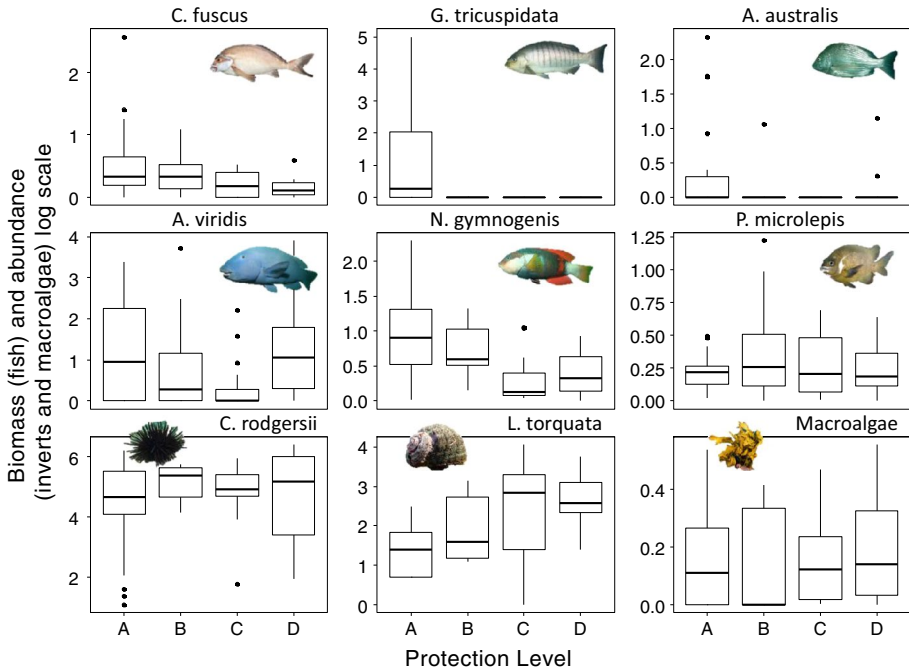 C. fuscus
G. tricuspidata
A. australis
2
1
0
5
4
3
2
1
0
2.0
1.5
1.0
0.5
0.0
A. viridis
N. gymnogenis
P. microlepis
4
3
2
1
0
2.0
1.5
1.0
0.5
0.0
1.25
1.00
0.75
0.50
0.25
0.00
C. rodgersii
L. torquata
Macroalgae
6
4
2
4
3
2
1
0
0.4
0.2
0.0
A B C D
A B C D
A B C D
Biomass (fish) and abundance
(inverts and macroalgae) log scale
Protection Level